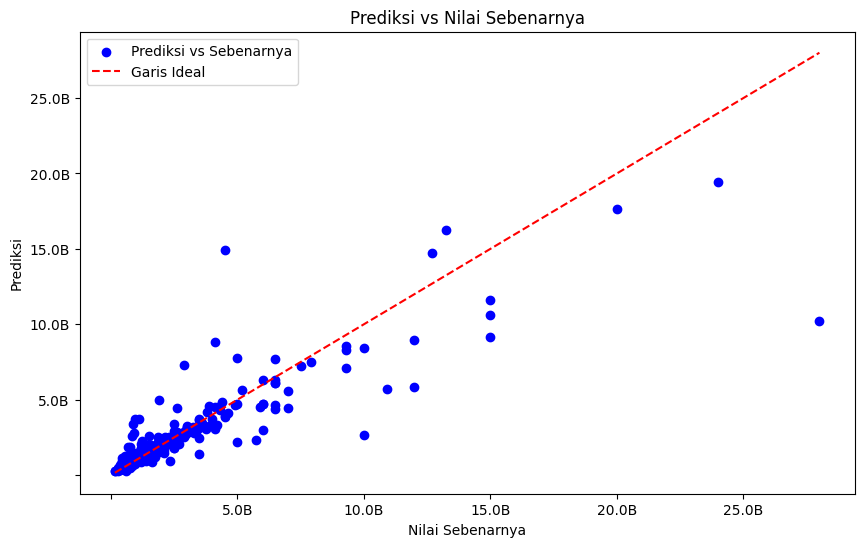 Prediksi vs Nilai Sebenarnya
Prediksi vs Sebenarnya
Garis Ideal
25.0B
20.0B
15.0B
10.0B
5.0B
Prediksi
5.0B
10.0B
15.0B
20.0B
25.0B
Nilai Sebenarnya